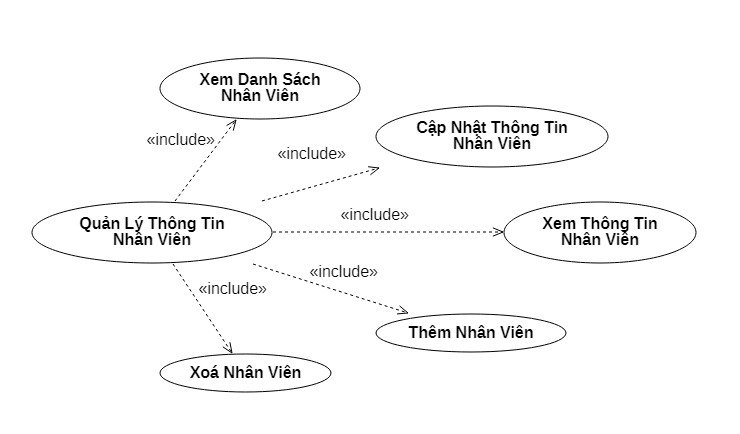 Xem Danh Sách
Nhân Viên
«include»
Cập Nhật Thông Tin
Nhân Viên
«include»
Quản Lý Thông Tin
Nhân Viên
«include»
Xem Thông Tin
Nhân Viên
«include»
«include»
Thêm Nhân Viên
Xoá Nhân Viên